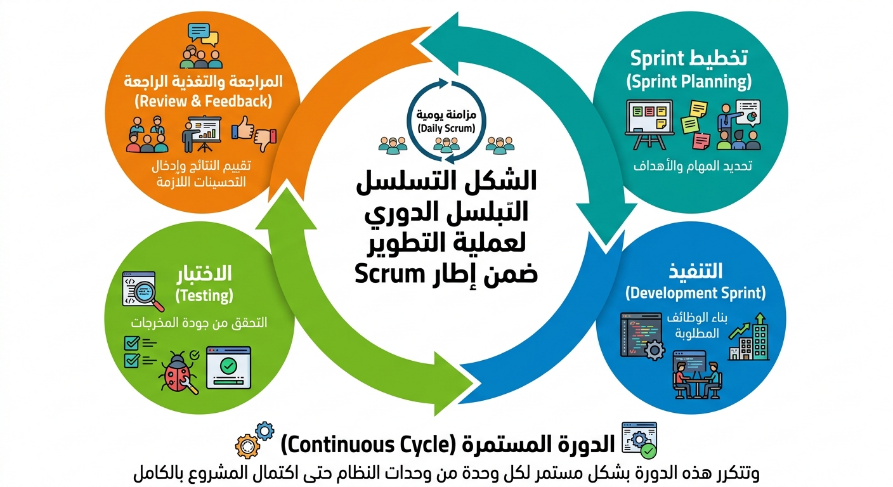 تخطيط Sprint
(Sprint Planning)
تحديد المهام والأهداف
المراجعة والتغذية الراجعة
(Review & Feedback)
تقييم النتائج وإدخال
التحسينات اللازمة
مزامنة يومية
(Daily Scrum)
الشكل التسلسل
التبلسل الدوري
لعملية التطوير
ضمن إطار Scrum
التنفيذ
(Development Sprint)
بناء الوظائف
المطلوبة
الاختبار
(Testing)
التحقق من جودة المخرجات
الدورة المستمرة (Continuous Cycle)
وتتكرر هذه الدورة بشكل مستمر لكل وحدة من وحدات النظام حتى اكتمال المشروع بالكامل